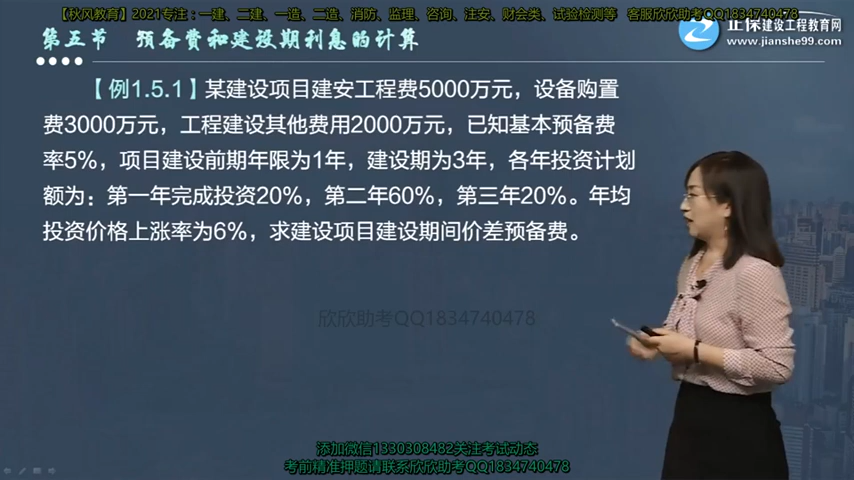 【秋风教育】2021专注：一建、二建、一造、二造、消防、监理、咨询、注安、财会类、试验检测等 客服欣欣助考QQ1834740478
第五节 预备费和建设期利息的计算
正保建设工程教育网
www.jianshe99.com
【例1.5.1】某建设项目建安工程费5000万元，设备购置
费3000万元，工程建设其他费用2000万元，已知基本预备费
率5%，项目建设前期年限为1年，建设期为3年，各年投资计划
额为：第一年完成投资20%，第二年60%，第三年20%。年均
投资价格上涨率为6%，求建设项目建设期间价差预备费。
欣欣助考QQ1834740478
添加微信1330308482关注考试动态
考前精准押题请联系欣欣助考QQ1834740478